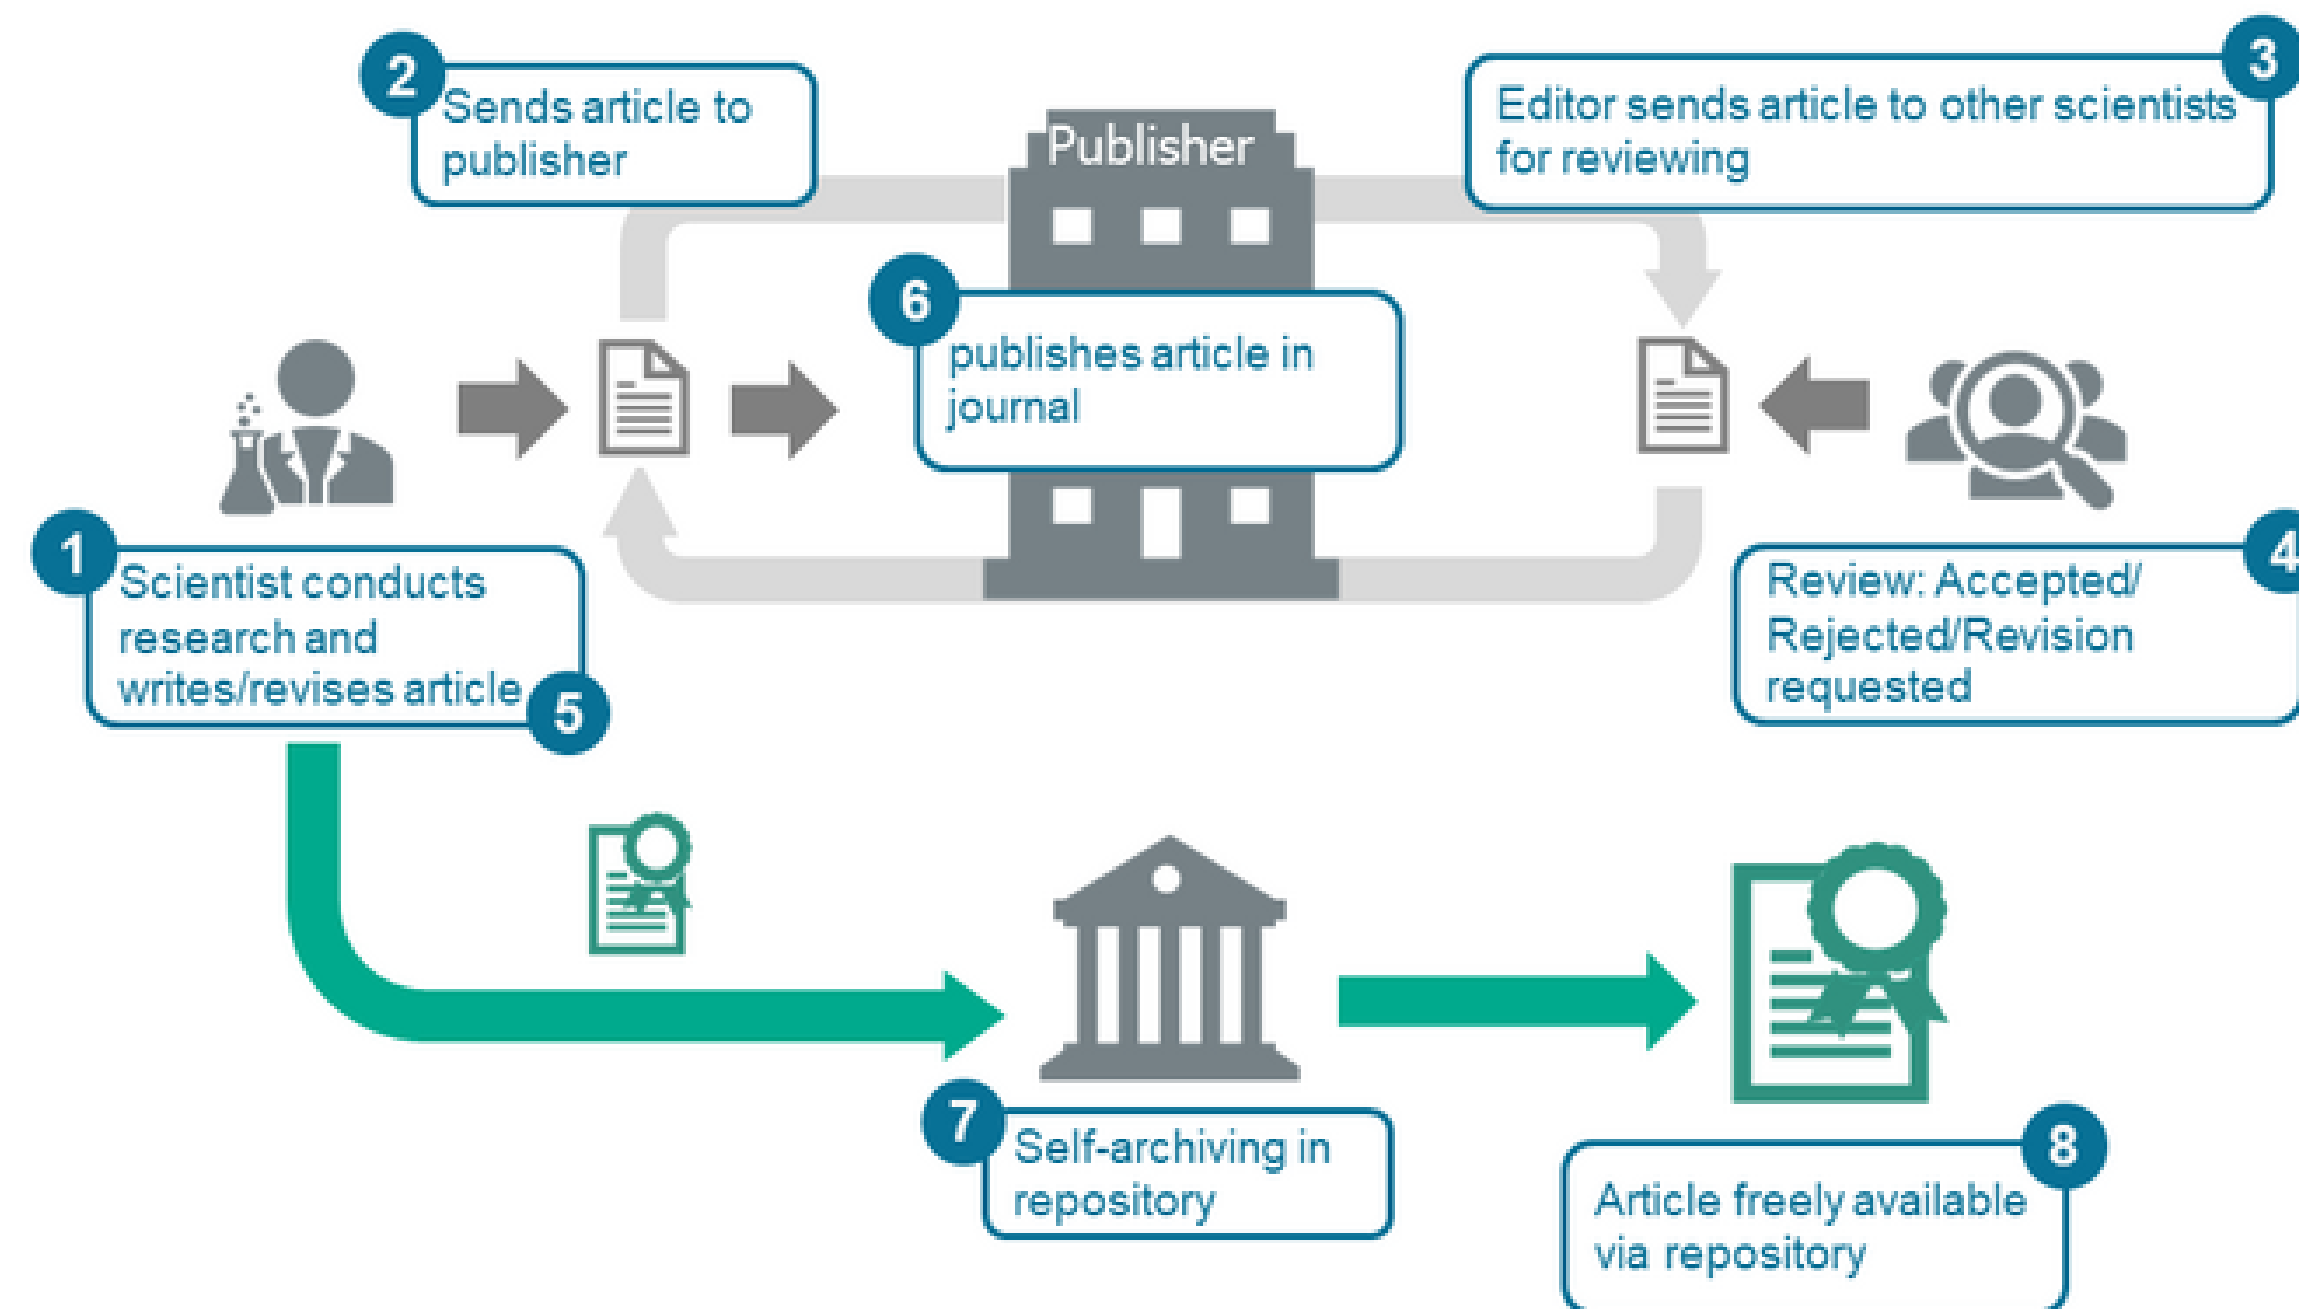 2
Sends article to
publisher
3
Editor sends article to other scientists
for reviewing
Publisher
6
publishes article in
journal
1
Scientist conducts
research and
writes/revises article
5
4
Review: Accepted/
Rejected/Revision
requested
7
Self-archiving in
repository
8
Article freely available
via repository